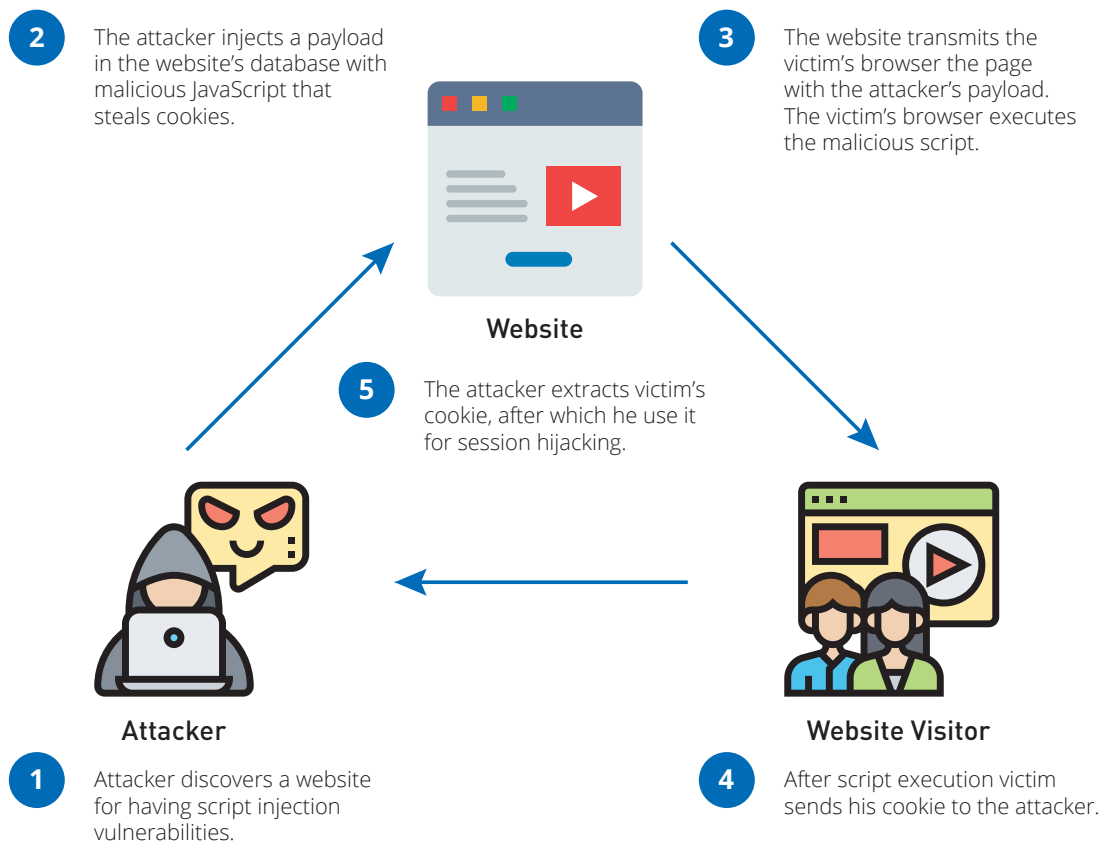 2
The attacker injects a payload
in the website's database with
malicious JavaScript that
steals cookies.
3
The website transmits the
victim's browser the page
with the attacker's payload.
The victim's browser executes
the malicious script.
Website
5
The attacker extracts victim's
cookie, after which he use it
for session hijacking.
Attacker
1
Attacker discovers a website
for having script injection
vulnerabilities.
Website Visitor
4
After script execution victim
sends his cookie to the attacker.